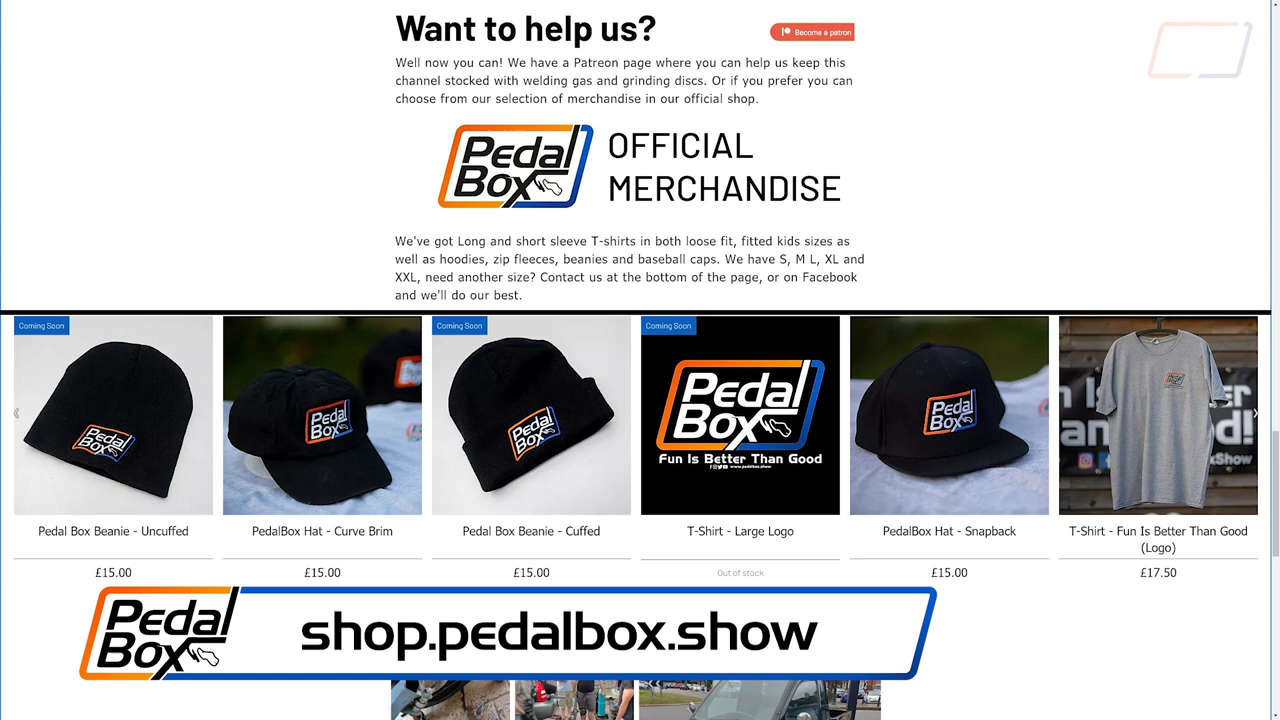 Want to help us?
Become a patron
Well now you can! We have a Patreon page where you can help us keep this
channel stocked with welding gas and grinding discs. Or if you prefer you can
choose from our selection of merchandise in our official shop.
Pedal
Box
OFFICIAL
MERCHANDISE
We've got Long and short sleeve T-shirts in both loose fit, fitted kids sizes as
well as hoodies, zip fleeces, beanies and baseball caps. We have S, M L, XL and
XXL, need another size? Contact us at the bottom of the page, or on Facebook
and we'll do our best.
Coming Soon
Pedal
Box
Pedal Box Beanie - Uncuffed
£15.00
Pedal
Box
PedalBox Hat - Curve Brim
£15.00
Coming Soon
Pedal
Box
Pedal Box Beanie - Cuffed
£15.00
Coming Soon
Pedal
Box
Fun Is Better Than Good
www.pedalbox.show
T-Shirt - Large Logo
Out of stock
Pedal
Box
PedalBox Hat - Snapback
£15.00
T-Shirt - Fun Is Better Than Good
(Logo)
£17.50
Pedal
Box
shop.pedalbox.show